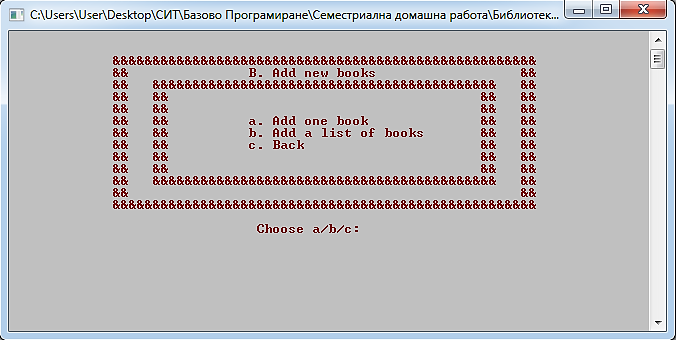 C:\Users\User\Desktop\СИТ\Базово Програмиране\Семестриална домашна работа\Библиотек...
&&&&&&&&&&&&&&&&&&&&&&&&&&&&&&&&&&&&&&&&&&&&&&&&&&&&&
&&               B. Add new books                  &&
&&   &&&&&&&&&&&&&&&&&&&&&&&&&&&&&&&&&&&&&&&&&&&   &&
&&   &&                                       &&   &&
&&   &&                                       &&   &&
&&   &&          a. Add one book              &&   &&
&&   &&          b. Add a list of books       &&   &&
&&   &&          c. Back                      &&   &&
&&   &&                                       &&   &&
&&   &&                                       &&   &&
&&   &&&&&&&&&&&&&&&&&&&&&&&&&&&&&&&&&&&&&&&&&&&   &&
&&                                                 &&
&&&&&&&&&&&&&&&&&&&&&&&&&&&&&&&&&&&&&&&&&&&&&&&&&&&&&
Choose a/b/c: